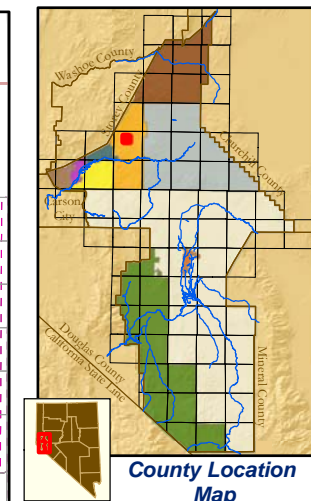 Washoe County
Storey County
Churchill County
Carson
City
Douglas County
California State Line
Mineral County
County Location
Map